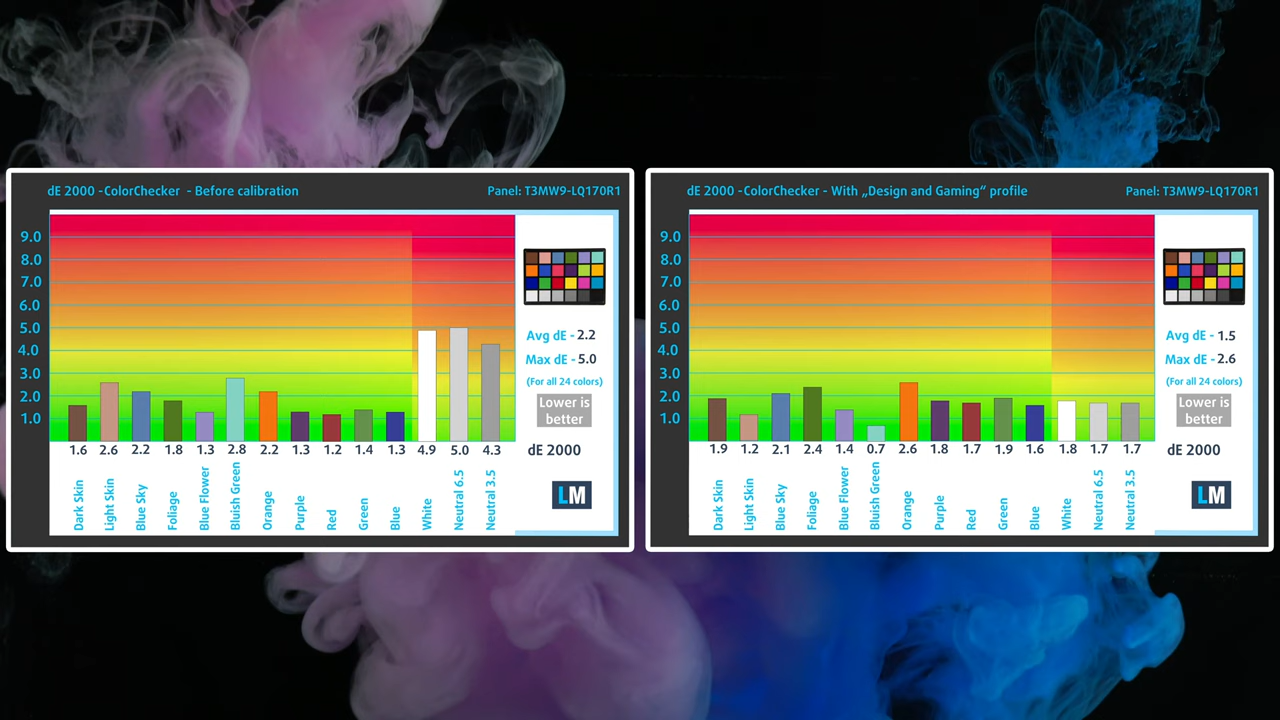 dE 2000 -ColorChecker - Before calibration
Panel: T3MW9-LQ170R1
9.0
8.0
7.0
6.0
5.0
4.0
3.0
2.0
1.0
Avg dE - 2.2
Max dE - 5.0
(For all 24 colors)
Lower is
better
1.6 2.6 2.2 1.8 1.3 2.8 2.2 1.3 1.2 1.4 1.3 4.9 5.0 4.3
dE 2000
Dark Skin
Light Skin
Blue Sky
Foliage
Blue Flower
Bluish Green
Orange
Purple
Red
Green
Blue
White
Neutral 6.5
Neutral 3.5
LM
dE 2000 -ColorChecker - With „Design and Gaming“ profile
Panel: T3MW9-LQ170R1
9.0
8.0
7.0
6.0
5.0
4.0
3.0
2.0
1.0
Avg dE - 1.5
Max dE - 2.6
(For all 24 colors)
Lower is
better
1.9 1.2 2.1 2.4 1.4 0.7 2.6 1.8 1.7 1.9 1.6 1.8 1.7 1.7
dE 2000
Dark Skin
Light Skin
Blue Sky
Foliage
Blue Flower
Bluish Green
Orange
Purple
Red
Green
Blue
White
Neutral 6.5
Neutral 3.5
LM